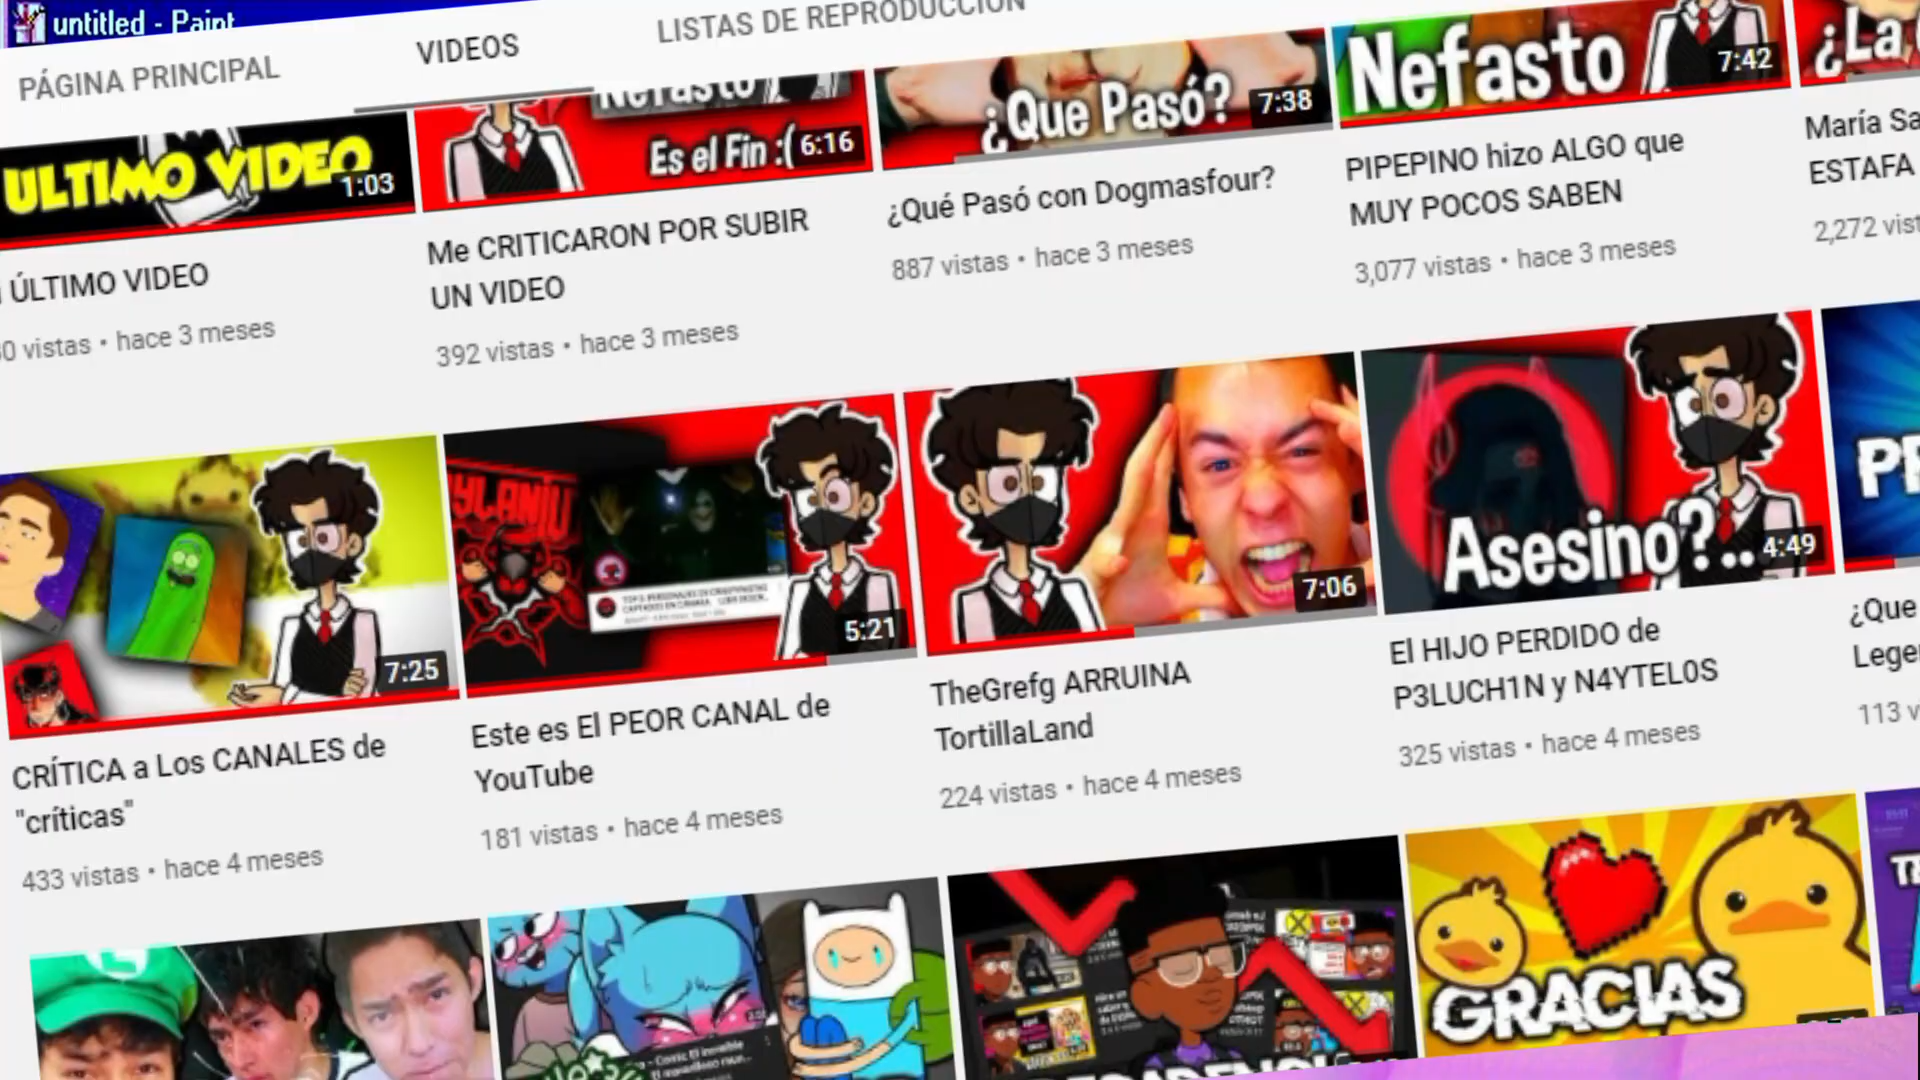 untitled - Paint
PÁGINA PRINCIPAL
VIDEOS
LISTAS DE REPRODUCCIÓN
ULTIMO VIDEO
1:03
Nefasto
Es el Fin :(
6:16
¿Que Pasó?
7:38
Nefasto
7:42
¿La
ÚLTIMO VIDEO
vistas • hace 3 meses
Me CRITICARON POR SUBIR
UN VIDEO
392 vistas • hace 3 meses
¿Qué Pasó con Dogmasfour?
887 vistas • hace 3 meses
PIPEPINO hizo ALGO que
MUY POCOS SABEN
3,077 vistas • hace 3 meses
María
ESTAFA
2,272
7:25
5:21
7:06
Asesino?..
4:49
CRÍTICA a Los CANALES de
"críticas"
433 vistas • hace 4 meses
Este es El PEOR CANAL de
YouTube
181 vistas • hace 4 meses
TheGrefg ARRUINA
TortillaLand
224 vistas • hace 4 meses
El HIJO PERDIDO de
P3LUCH1N y N4YTEL0S
325 vistas • hace 4 meses
¿Que
113
GRACIAS